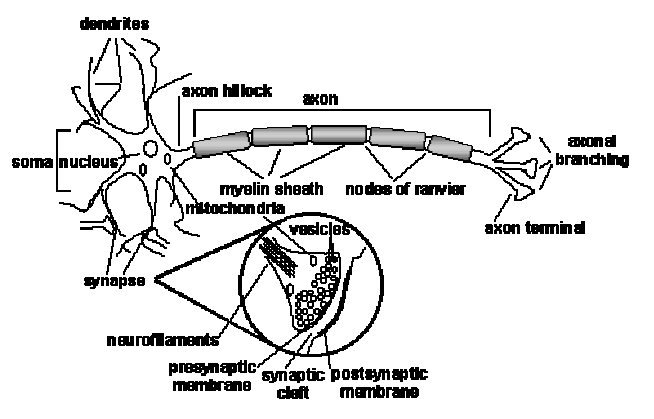 dendrites
axon hillock
axon
axonal
branching
soma nucleus
myelin sheath
nodes of ranvier
mitochondria
axon terminal
vesicles
synapse
neurofilaments
presynaptic
membrane
synaptic
cleft
postsynaptic
membrane